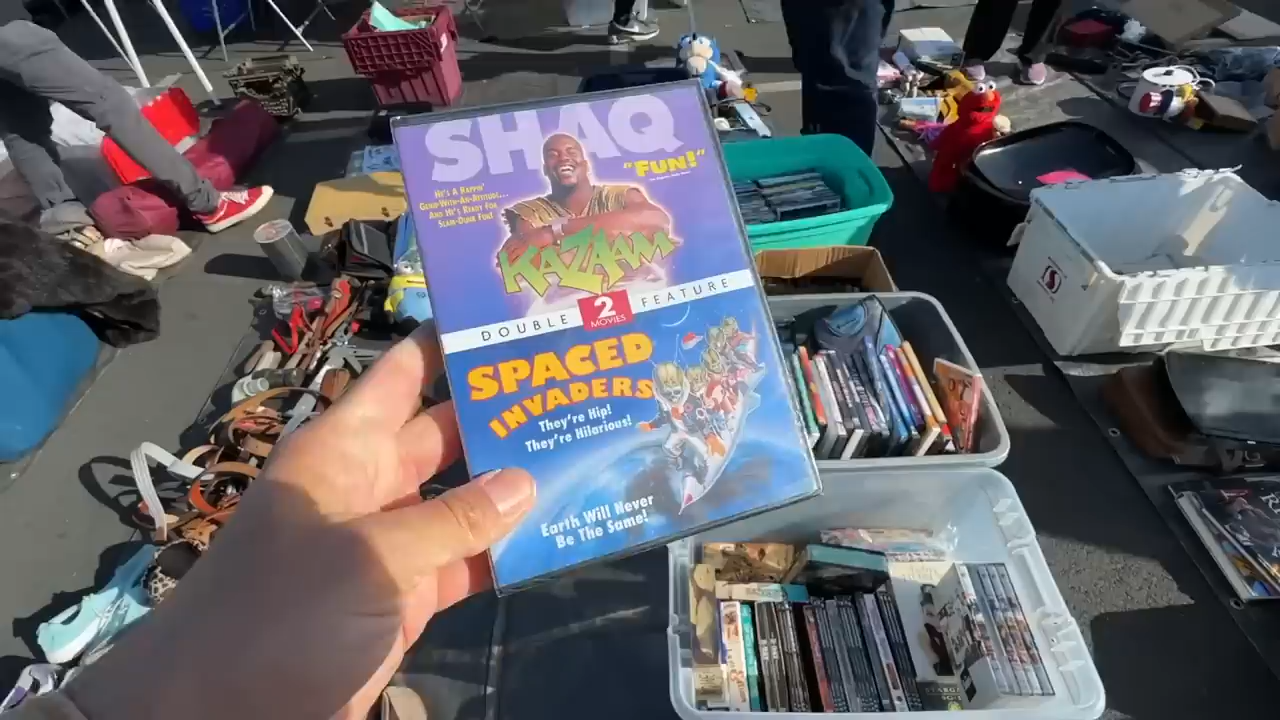 SHAQ
"FUN!"
HE'S A RAPPIN'
GENIE-WITH-AN-ATTITUDE...
AND HE'S READY FOR
SLAM-DUNK FUN!
KAZAAM
DOUBLE 2 FEATURE
MOVIES
SPACED
INVADERS
They're Hip!
They're Hilarious!
Earth Will Never
Be The Same!